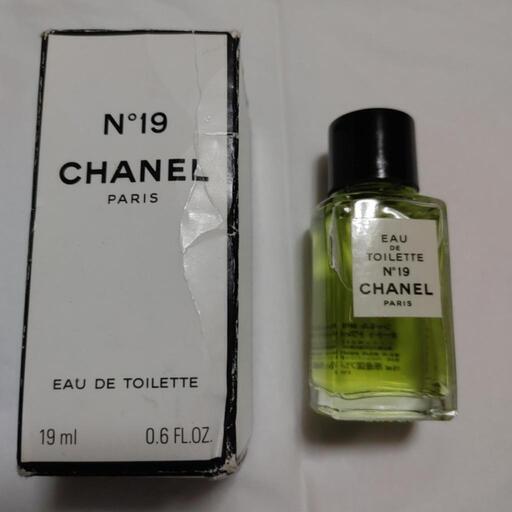 N°19
CHANEL
PARIS
EAU DE TOILETTE
19 ml 0.6 FL.OZ.
EAU
DE
TOILETTE
N°19
CHANEL
PARIS